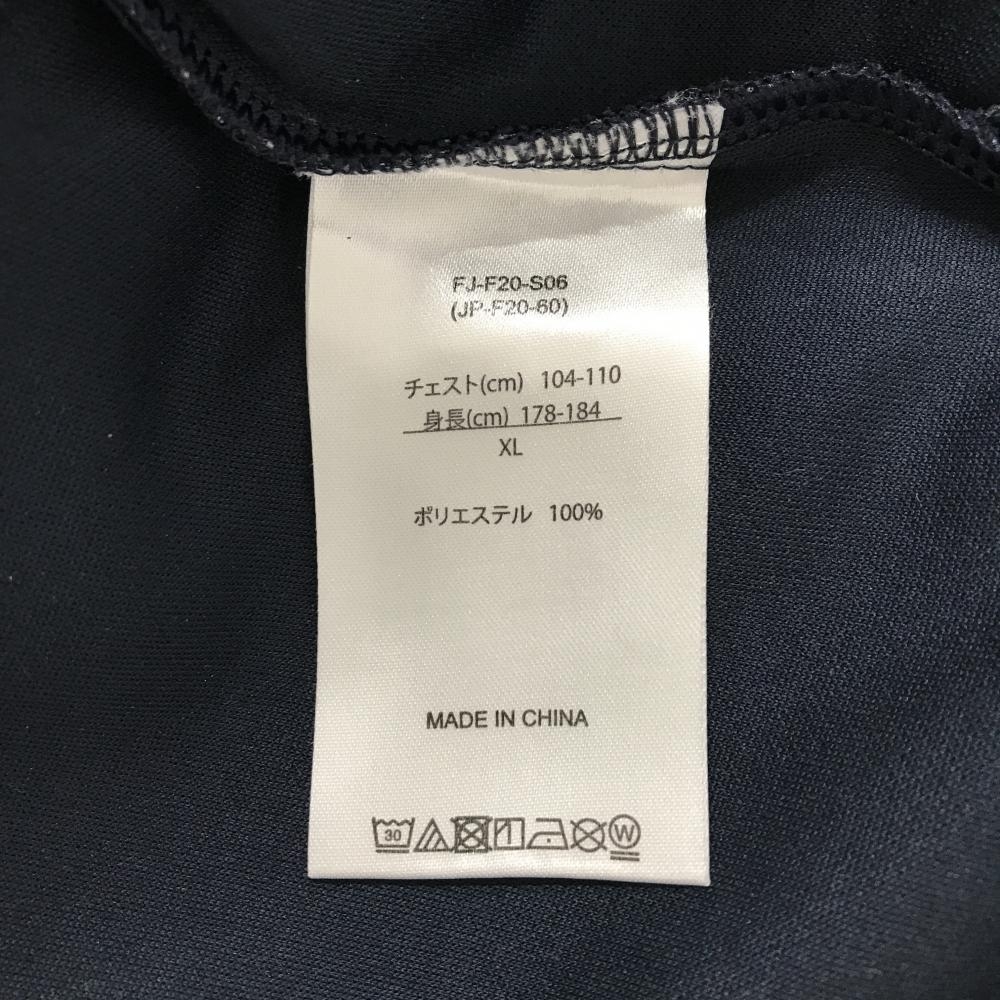 FJ-F20-S06
(JP-F20-60)
チェスト(cm) 104-110
身長(cm) 178-184
XL
ポリエステル 100%
MADE IN CHINA
30
W